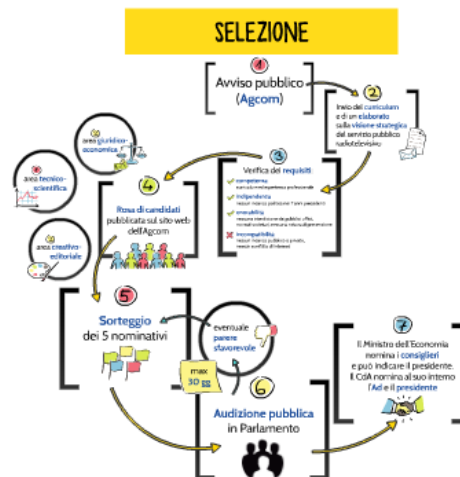 SELEZIONE
1
Avviso pubblico
(Agcom)
2
Invio del curriculum
e di un elaborato
sulla visione strategica
del servizio pubblico
radiotelevisivo
3
Verifica dei requisiti
competenza
indipendenza
onorabilità
incompatibilità
area giuridico-
economica
area tecnico-
scientifica
area creativo-
editoriale
4
Rosa di candidati
pubblicata sul sito web
dell'Agcom
5
Sorteggio
dei 5 nominativi
eventuale
parere
sfavorevole
max
30 gg
6
Audizione pubblica
in Parlamento
7
Il Ministro dell'Economia
nomina i consiglieri
e può indicare il presidente.
Il CdA nomina al suo interno
l'Ad e il presidente